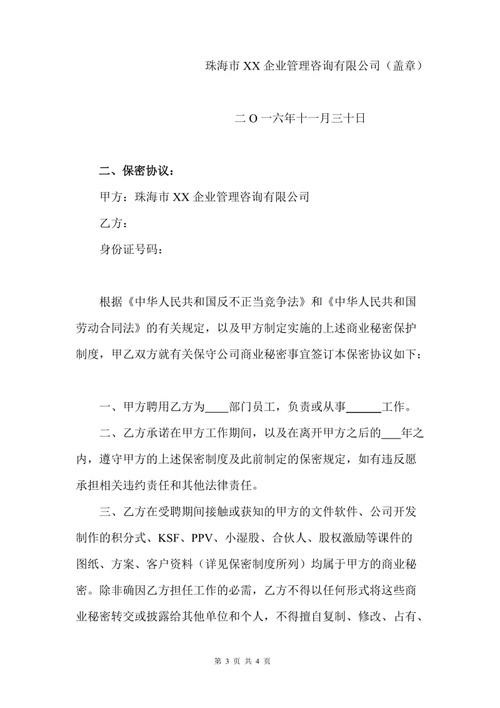 珠海市 XX 企业管理咨询有限公司（盖章）
二 O 一六年十一月三十日
二、保密协议：
甲方：珠海市 XX 企业管理咨询有限公司
乙方：
身份证号码：
根据《中华人民共和国反不正当竞争法》和《中华人民共和国
劳动合同法》的有关规定，以及甲方制定实施的上述商业秘密保护
制度，甲乙双方就有关保守公司商业秘密事宜签订本保密协议如下：
一、甲方聘用乙方为____部门员工，负责或从事______工作。
二、乙方承诺在甲方工作期间，以及在离开甲方之后的___年之
内，遵守甲方的上述保密制度及此前制定的保密规定，如有违反愿
承担相关违约责任和其他法律责任。
三、乙方在受聘期间接触或获知的甲方的文件软件、公司开发
制作的积分式、KSF、PPV、小湿股、合伙人、股权激励等课件的
图纸、方案、客户资料（详见保密制度所列）均属于甲方的商业秘
密。除非确因乙方担任工作的必需，乙方不得以任何形式将这些商
业秘密转交或披露给其他单位和个人，不得擅自复制、修改、占有、
第 3 页 共 4 页